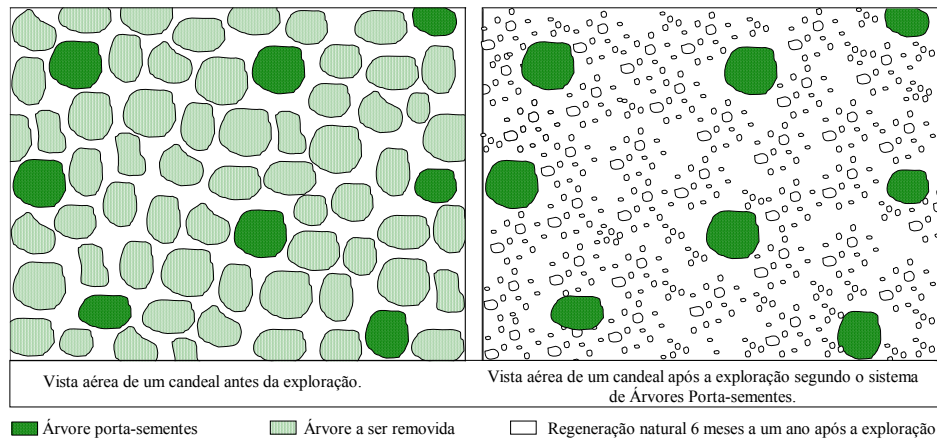 Vista aérea de um candeal antes da exploração.
Vista aérea de um candeal após a exploração segundo o sistema
de Árvores Porta-sementes.
Árvore porta-sementes
Árvore a ser removida
Regeneração natural 6 meses a um ano após a exploração